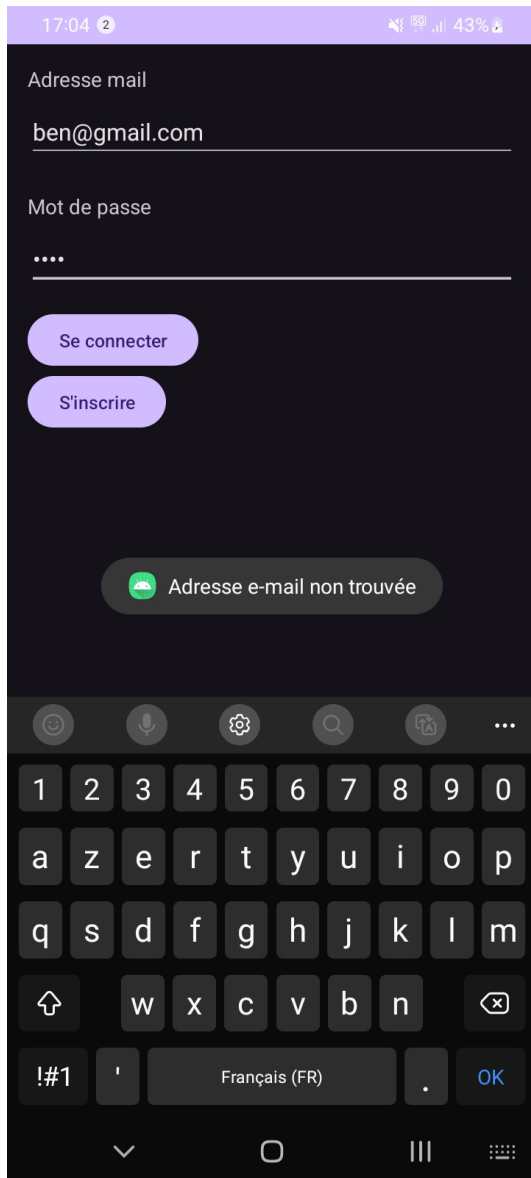 17:04 2 5G 43%
Adresse mail
ben@gmail.com
Mot de passe
••••
Se connecter
S'inscrire
Adresse e-mail non trouvée
1 2 3 4 5 6 7 8 9 0
a z e r t y u i o p
q s d f g h j k l m
w x c v b n
!#1 ' Français (FR) . OK